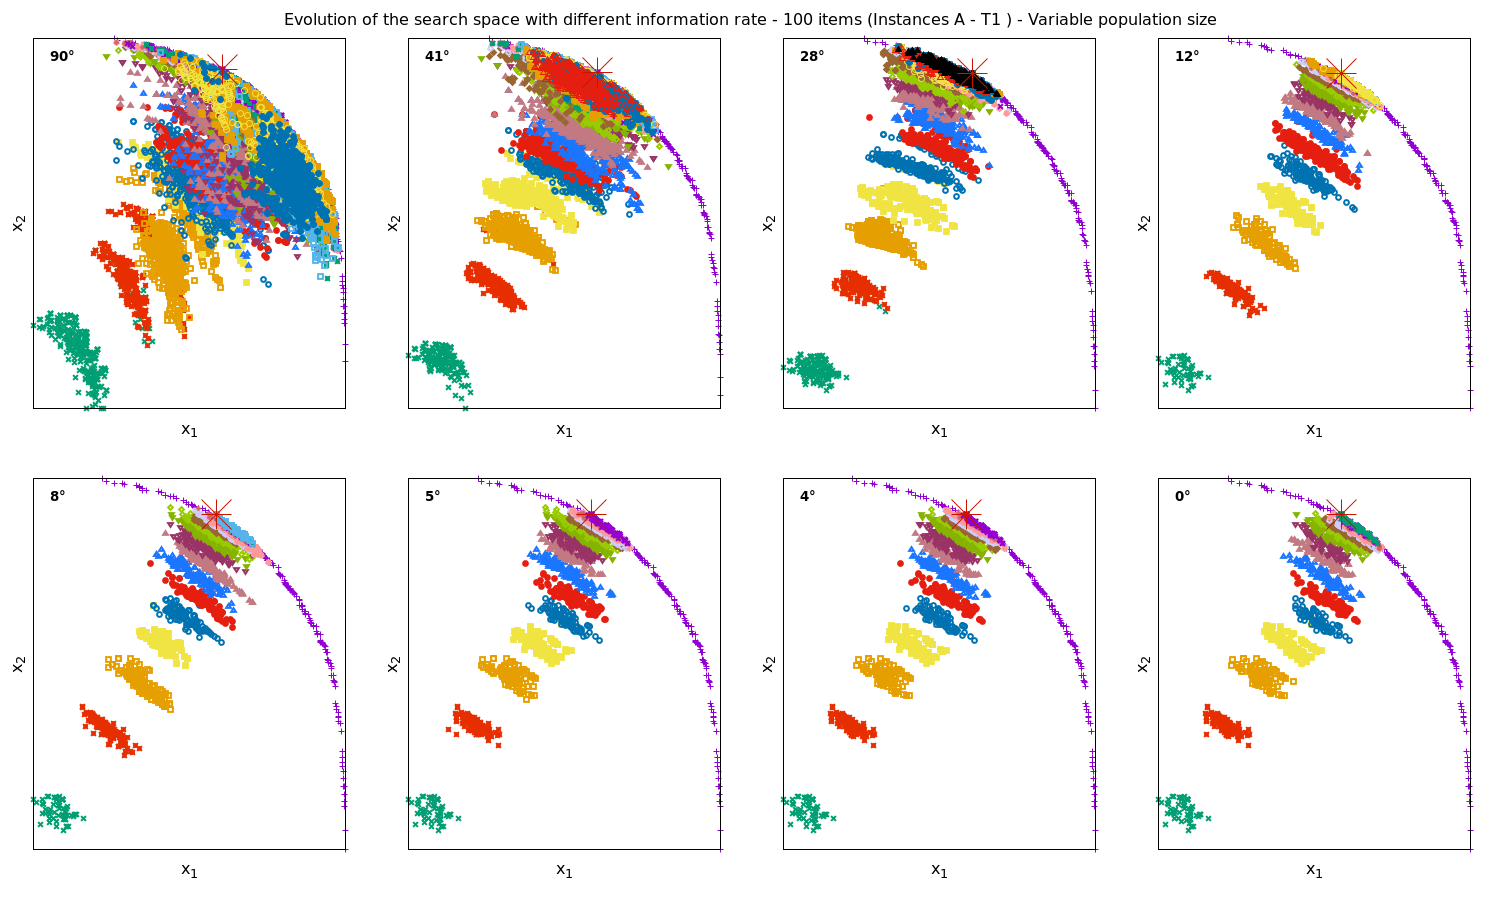 Evolution of the search space with different information rate - 100 items (Instances A - T1 ) - Variable population size
90° 41° 28° 12°
x2 x2 x2 x2
x1 x1 x1 x1
8° 5° 4° 0°
x2 x2 x2 x2
x1 x1 x1 x1